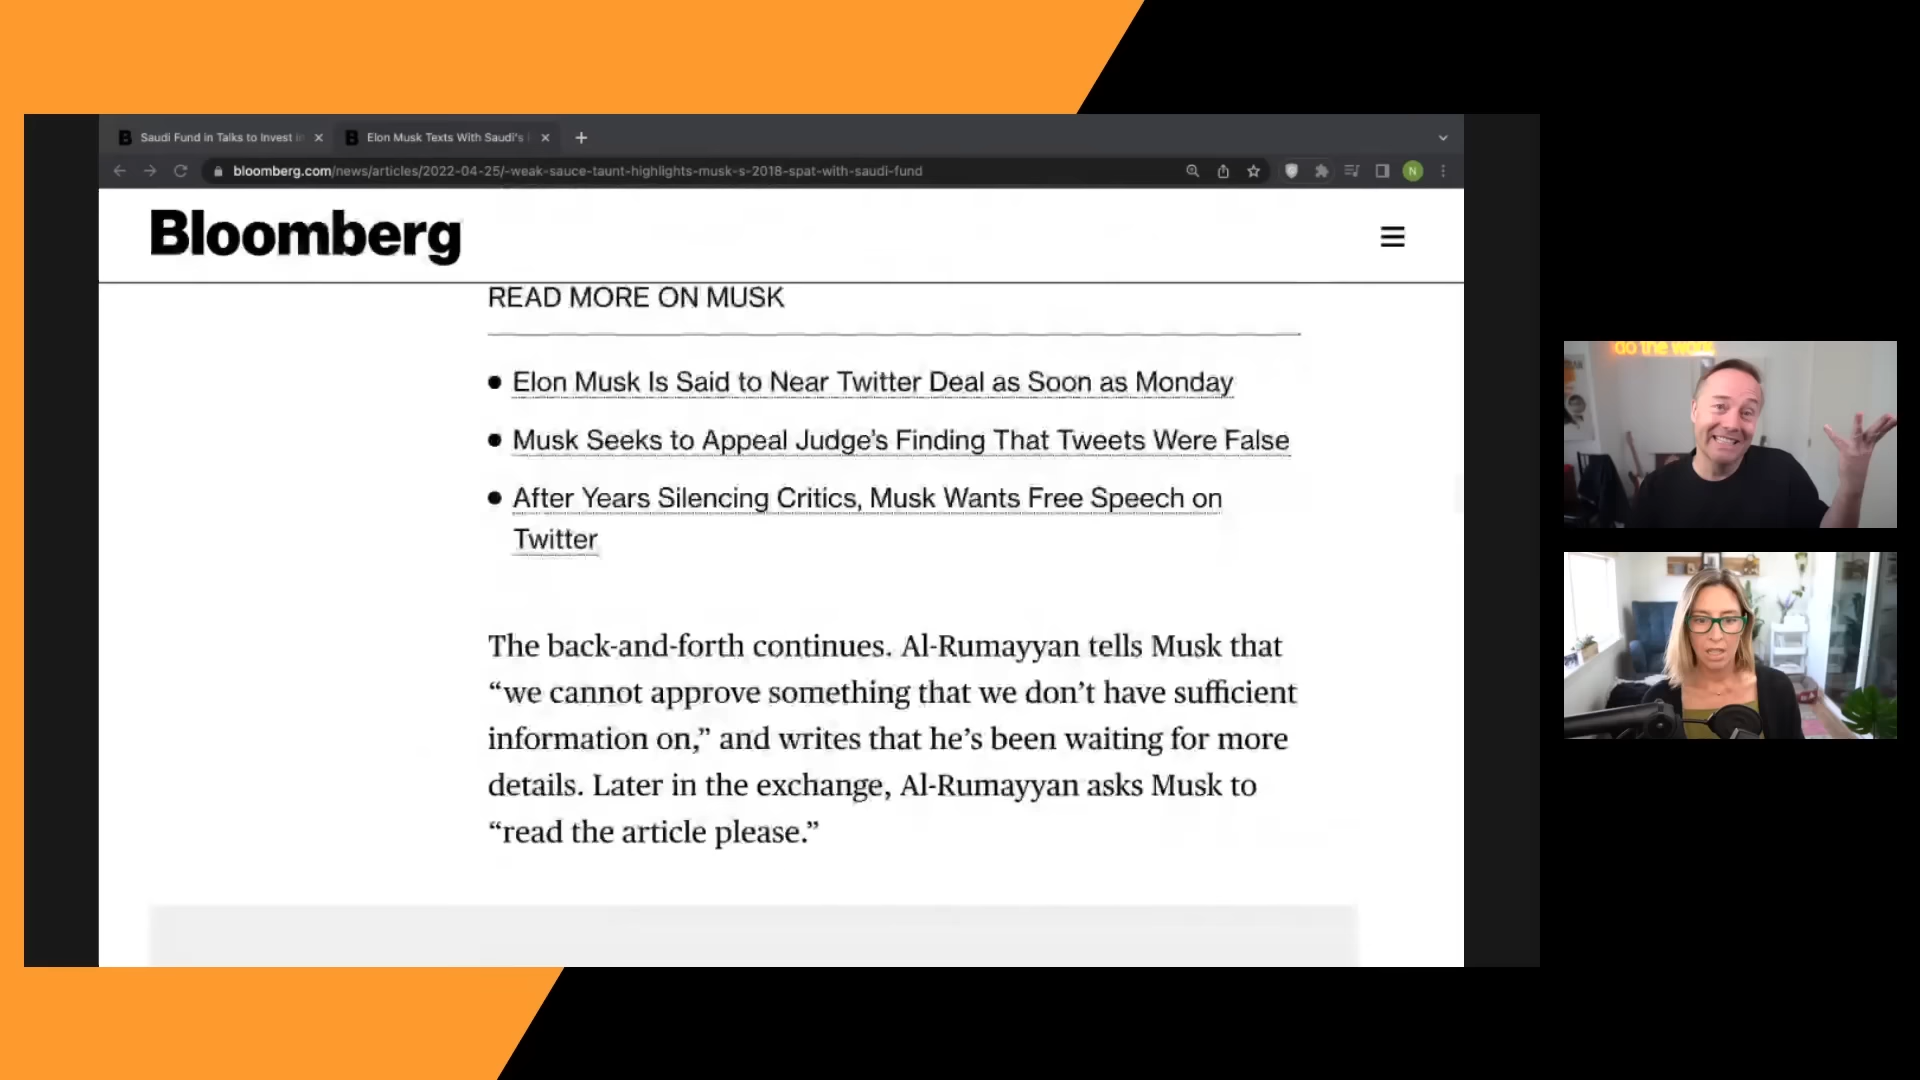 Saudi Fund in Talks to Invest in
Elon Musk Texts With Saudi's
bloomberg.com/news/articles/2022-04-25/-weak-sauce-taunt-highlights-musk-s-2018-spat-with-saudi-fund
N
Bloomberg
READ MORE ON MUSK
Elon Musk Is Said to Near Twitter Deal as Soon as Monday
Musk Seeks to Appeal Judge's Finding That Tweets Were False
After Years Silencing Critics, Musk Wants Free Speech on
Twitter
The back-and-forth continues. Al-Rumayyan tells Musk that
“we cannot approve something that we don’t have sufficient
information on,” and writes that he’s been waiting for more
details. Later in the exchange, Al-Rumayyan asks Musk to
“read the article please.”
do the work.